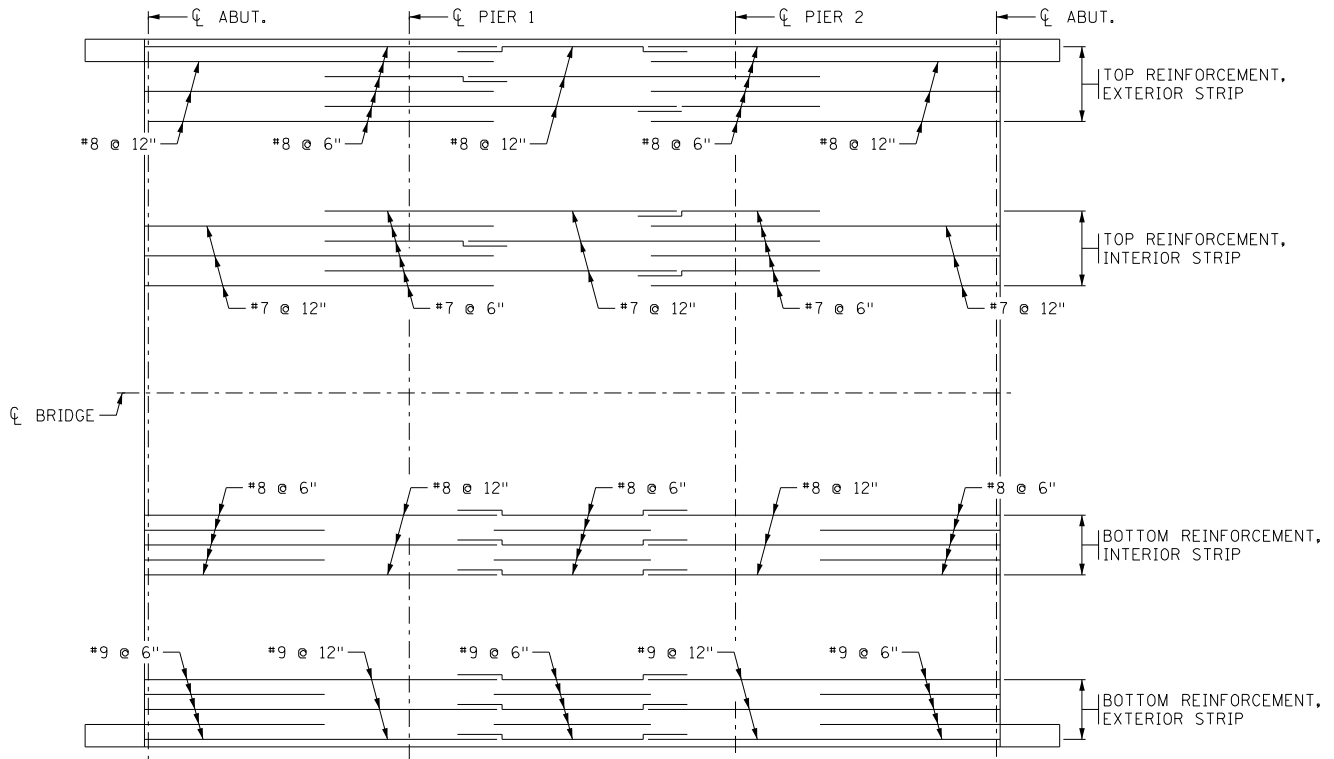 ℄ ABUT.
℄ PIER 1
℄ PIER 2
℄ ABUT.
TOP REINFORCEMENT,
EXTERIOR STRIP
#8 @ 12"
#8 @ 6"
#8 @ 12"
#8 @ 6"
#8 @ 12"
TOP REINFORCEMENT,
INTERIOR STRIP
#7 @ 12"
#7 @ 6"
#7 @ 12"
#7 @ 6"
#7 @ 12"
℄ BRIDGE
#8 @ 6"
#8 @ 12"
#8 @ 6"
#8 @ 12"
#8 @ 6"
BOTTOM REINFORCEMENT,
INTERIOR STRIP
#9 @ 6"
#9 @ 12"
#9 @ 6"
#9 @ 12"
#9 @ 6"
BOTTOM REINFORCEMENT,
EXTERIOR STRIP